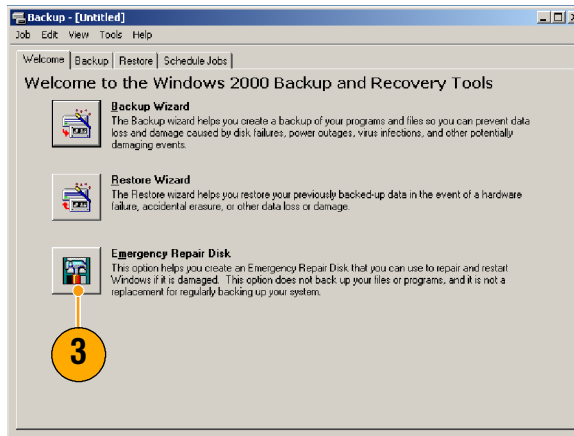 Backup - [Untitled]
Job Edit View Tools Help
Welcome Backup Restore Schedule Jobs
Welcome to the Windows 2000 Backup and Recovery Tools
Backup Wizard
The Backup wizard helps you create a backup of your programs and files so you can prevent data
loss and damage caused by disk failures, power outages, virus infections, and other potentially
damaging events.
Restore Wizard
The Restore wizard helps you restore your previously backed-up data in the event of a hardware
failure, accidental erasure, or other data loss or damage.
Emergency Repair Disk
This option helps you create an Emergency Repair Disk that you can use to repair and restart
Windows if it is damaged. This option does not back up your files or programs, and it is not a
replacement for regularly backing up your system.
3